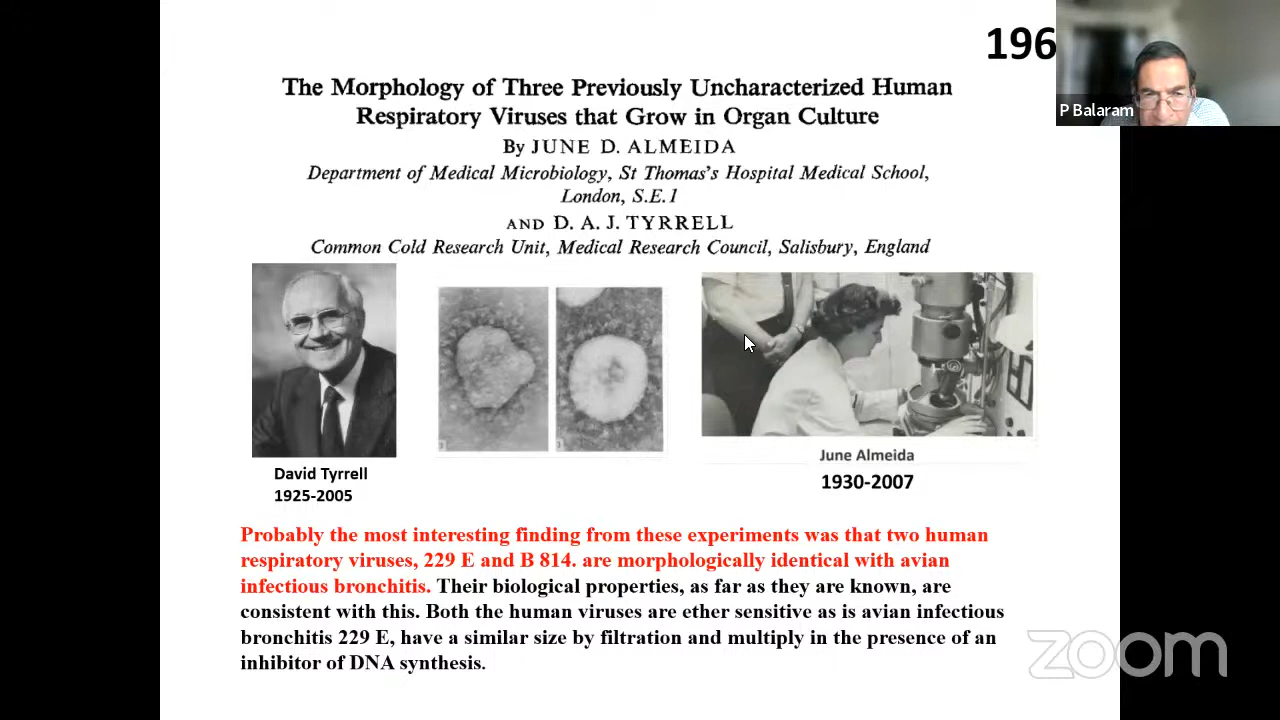 196
P Balaram
The Morphology of Three Previously Uncharacterized Human
Respiratory Viruses that Grow in Organ Culture
By JUNE D. ALMEIDA
Department of Medical Microbiology, St Thomas's Hospital Medical School,
London, S.E.1
AND D. A. J. TYRRELL
Common Cold Research Unit, Medical Research Council, Salisbury, England
David Tyrrell
1925-2005
June Almeida
1930-2007
Probably the most interesting finding from these experiments was that two human
respiratory viruses, 229 E and B 814. are morphologically identical with avian
infectious bronchitis. Their biological properties, as far as they are known, are
consistent with this. Both the human viruses are ether sensitive as is avian infectious
bronchitis 229 E, have a similar size by filtration and multiply in the presence of an
inhibitor of DNA synthesis.
zoom